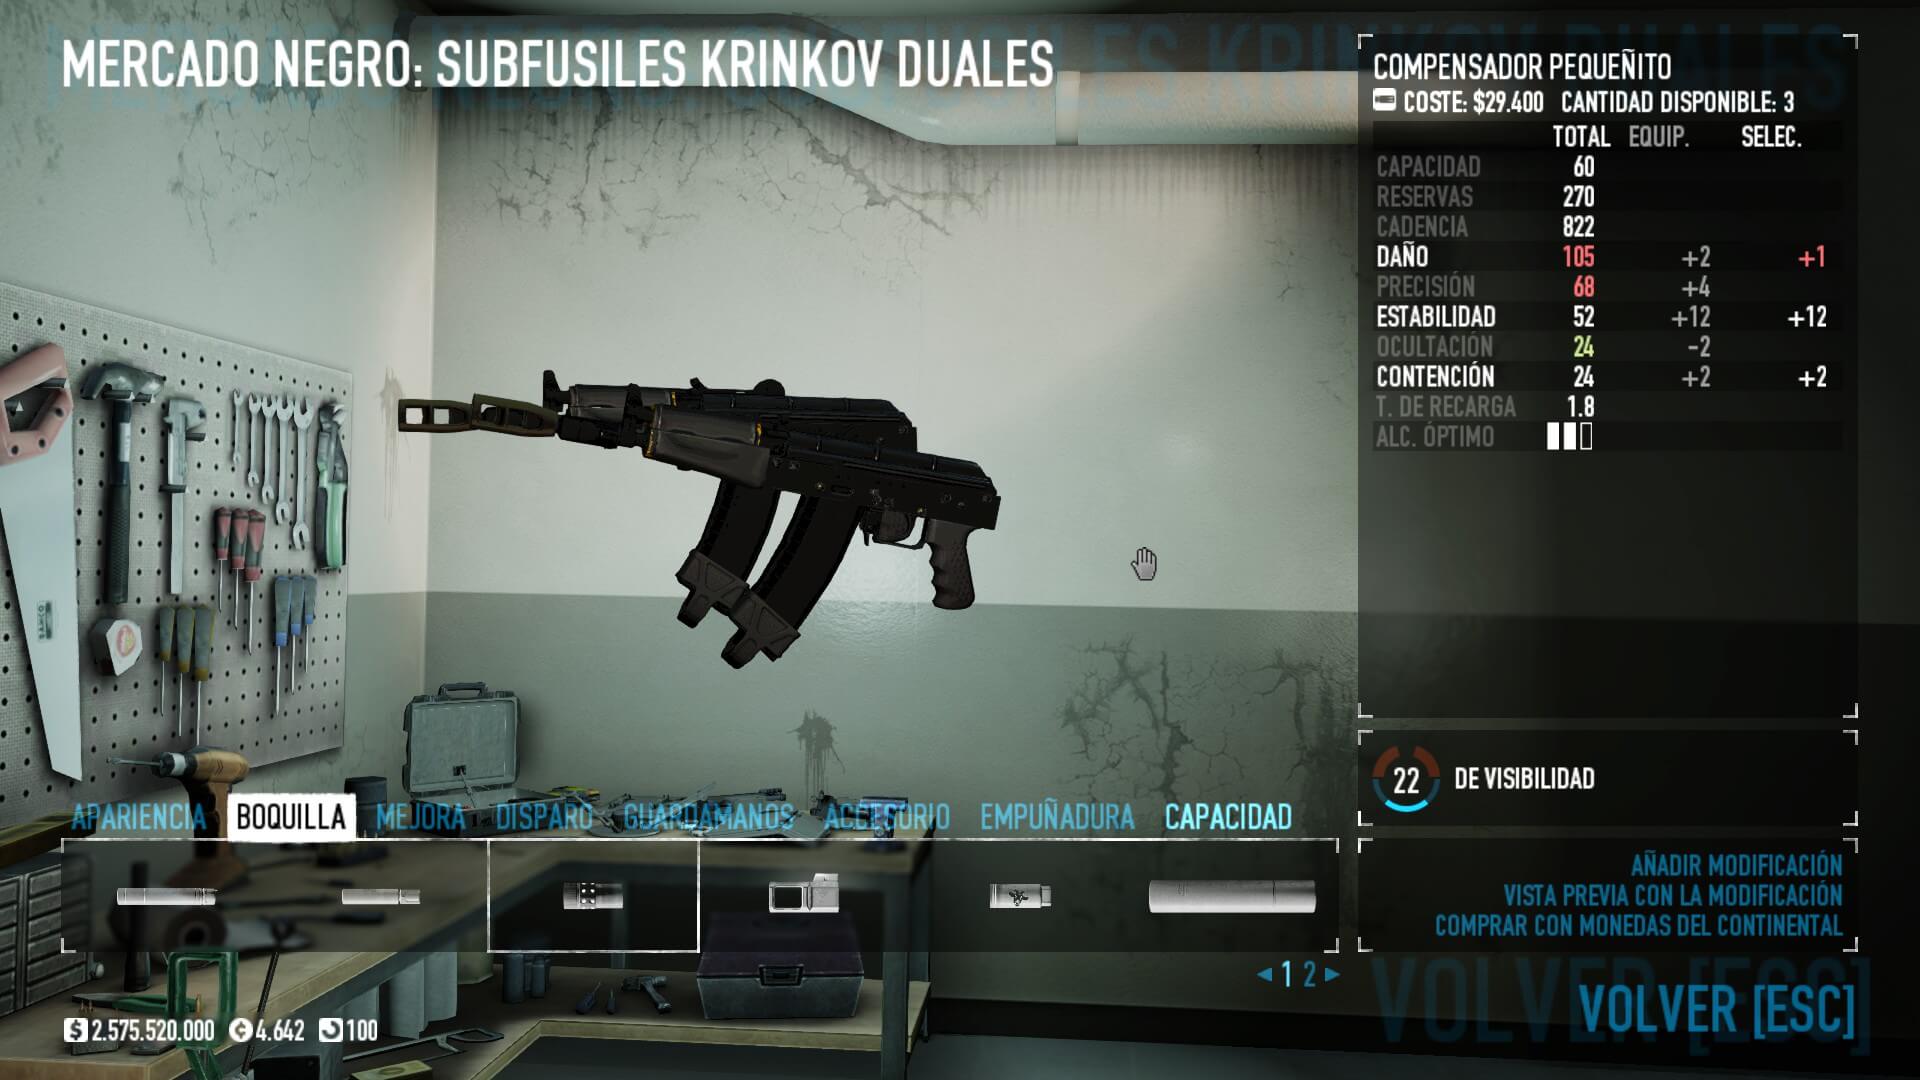 MERCADO NEGRO: SUBFUSILES KRINKOV DUALES
COMPENSADOR PEQUEÑITO
COSTE: $29.400 CANTIDAD DISPONIBLE: 3
TOTAL EQUIP. SELEC.
CAPACIDAD 60
RESERVAS 270
CADENCIA 822
DAÑO 105 +2 +1
PRECISIÓN 68 +4
ESTABILIDAD 52 +12 +12
OCULTACIÓN 24 -2
CONTENCIÓN 24 +2 +2
T. DE RECARGA 1.8
ALC. ÓPTIMO
22 DE VISIBILIDAD
APARIENCIA BOQUILLA MEJORA DISPARO GUARDAMANOS ACCESORIO EMPUÑADURA CAPACIDAD
AÑADIR MODIFICACIÓN
VISTA PREVIA CON LA MODIFICACIÓN
COMPRAR CON MONEDAS DEL CONTINENTAL
1 2
VOLVER [ESC]
$ 2.575.520.000 4.642 100